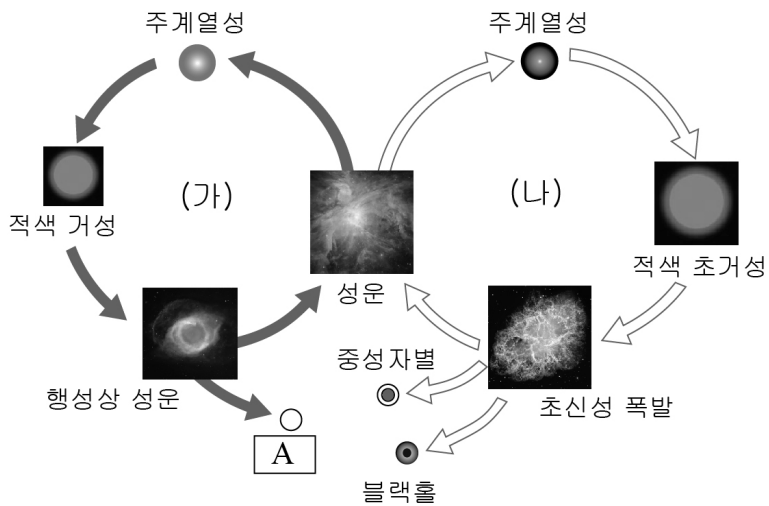 주계열성
주계열성
(가)
(나)
적색 거성
적색 초거성
성운
중성자별
행성상 성운
초신성 폭발
A
블랙홀